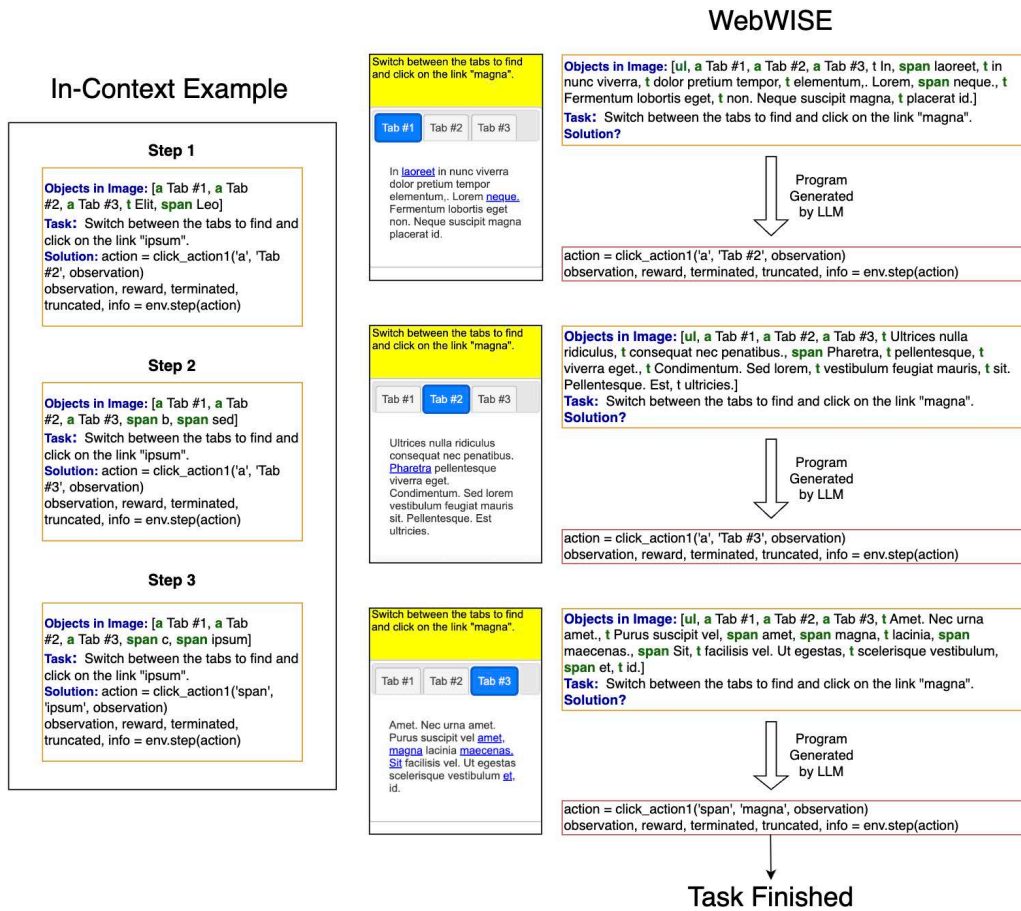 WebWISE
In-Context Example
Step 1
Objects in Image: [a Tab #1, a Tab
#2, a Tab #3, t Elit, span Leo]
Task: Switch between the tabs to find and
click on the link "ipsum".
Solution: action = click_action1('a', 'Tab
#2', observation)
observation, reward, terminated,
truncated, info = env.step(action)
Step 2
Objects in Image: [a Tab #1, a Tab
#2, a Tab #3, span b, span sed]
Task: Switch between the tabs to find and
click on the link "ipsum".
Solution: action = click_action1('a', 'Tab
#3', observation)
observation, reward, terminated,
truncated, info = env.step(action)
Step 3
Objects in Image: [a Tab #1, a Tab
#2, a Tab #3, span c, span ipsum]
Task: Switch between the tabs to find and
click on the link "ipsum".
Solution: action = click_action1('span',
'ipsum', observation)
observation, reward, terminated,
truncated, info = env.step(action)
Switch between the tabs to find
and click on the link "magna".
Tab #1 Tab #2 Tab #3
In laoreet in nunc viverra
dolor pretium tempor
elementum,. Lorem neque.
Fermentum lobortis eget
non. Neque suscipit magna
placerat id.
Objects in Image: [ul, a Tab #1, a Tab #2, a Tab #3, t In, span laoreet, t in
nunc viverra, t dolor pretium tempor, t elementum,. Lorem, span neque., t
Fermentum lobortis eget, t non. Neque suscipit magna, t placerat id.]
Task: Switch between the tabs to find and click on the link "magna".
Solution?
Program
Generated
by LLM
action = click_action1('a', 'Tab #2', observation)
observation, reward, terminated, truncated, info = env.step(action)
Switch between the tabs to find
and click on the link "magna".
Tab #1 Tab #2 Tab #3
Ultrices nulla ridiculus
consequat nec penatibus.
Pharetra pellentesque
viverra eget.
Condimentum. Sed lorem
vestibulum feugiat mauris
sit. Pellentesque. Est
ultricies.
Objects in Image: [ul, a Tab #1, a Tab #2, a Tab #3, t Ultrices nulla
ridiculus, t consequat nec penatibus., span Pharetra, t pellentesque, t
viverra eget., t Condimentum. Sed lorem, t vestibulum feugiat mauris, t sit.
Pellentesque. Est, t ultricies.]
Task: Switch between the tabs to find and click on the link "magna".
Solution?
Program
Generated
by LLM
action = click_action1('a', 'Tab #3', observation)
observation, reward, terminated, truncated, info = env.step(action)
Switch between the tabs to find
and click on the link "magna".
Tab #1 Tab #2 Tab #3
Amet. Nec urna amet.
Purus suscipit vel amet,
magna lacinia maecenas.
Sit facilisis vel. Ut egestas
scelerisque vestibulum et,
id.
Objects in Image: [ul, a Tab #1, a Tab #2, a Tab #3, t Amet. Nec urna
amet., t Purus suscipit vel, span amet, span magna, t lacinia, span
maecenas., span Sit, t facilisis vel. Ut egestas, t scelerisque vestibulum,
span et, t id.]
Task: Switch between the tabs to find and click on the link "magna".
Solution?
Program
Generated
by LLM
action = click_action1('span', 'magna', observation)
observation, reward, terminated, truncated, info = env.step(action)
Task Finished